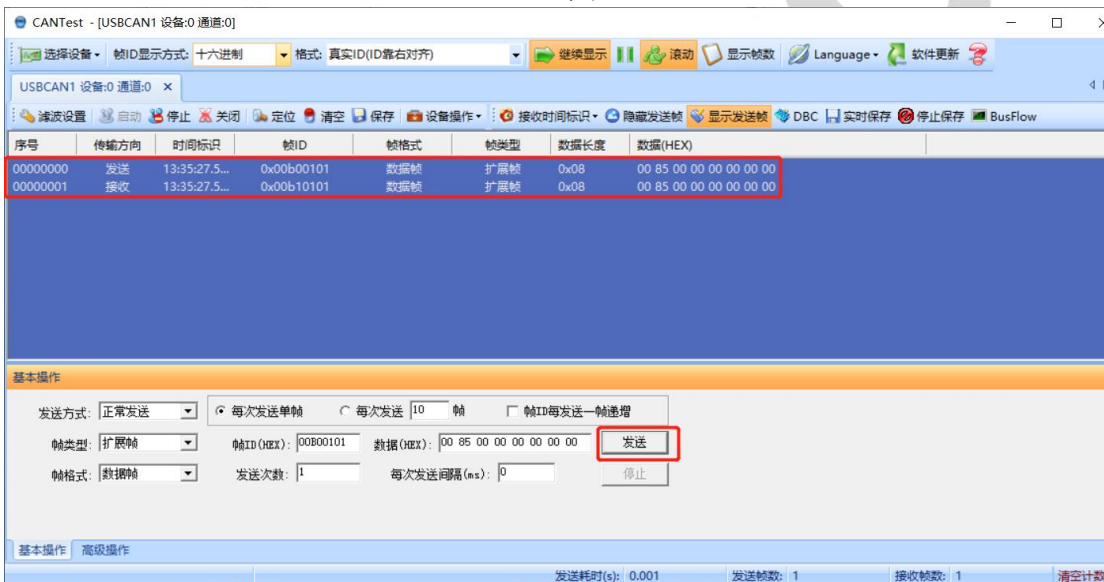 CANTest - [USBCAN1 设备:0 通道:0]
选择设备 帧ID显示方式: 十六进制 格式: 真实ID(ID靠右对齐) 继续显示 滚动 显示帧数 Language 软件更新
USBCAN1 设备:0 通道:0 ×
滤波设置 启动 停止 关闭 定位 清空 保存 设备操作 接收时间标识 隐藏发送帧 显示发送帧 DBC 实时保存 停止保存 BusFlow
序号 传输方向 时间标识 帧ID 帧格式 帧类型 数据长度 数据(HEX)
00000000 发送 13:35:27.5... 0x00b00101 数据帧 扩展帧 0x08 00 85 00 00 00 00 00 00
00000001 接收 13:35:27.5... 0x00b10101 数据帧 扩展帧 0x08 00 85 00 00 00 00 00 00
基本操作
发送方式: 正常发送 每次发送单帧 每次发送 10 帧 帧ID每发送一帧递增
帧类型: 扩展帧 帧ID(HEX): 00B00101 数据(HEX): 00 85 00 00 00 00 00 00 发送
帧格式: 数据帧 发送次数: 1 每次发送间隔(ms): 0 停止
基本操作 高级操作
发送耗时(s): 0.001 发送帧数: 1 接收帧数: 1 清空计数